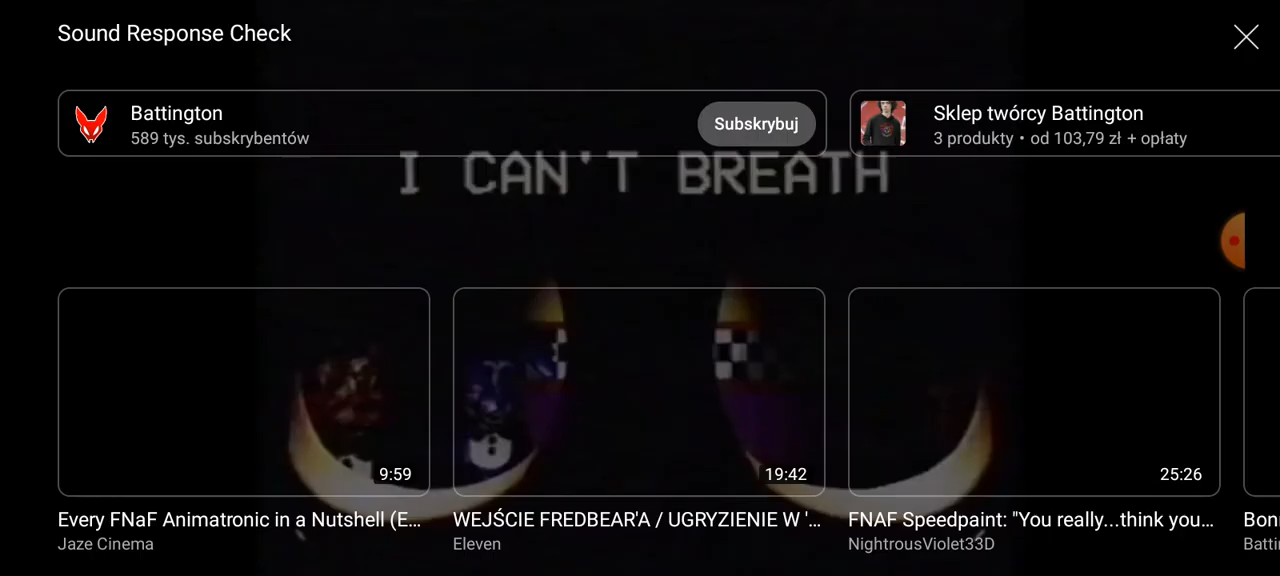 Sound Response Check
Battington
589 tys. subskrybentów
Subskrybuj
Sklep twórcy Battington
3 produkty • od 103,79 zł + opłaty
I CAN'T BREATH
9:59
19:42
25:26
Every FNaF Animatronic in a Nutshell (E...
Jaze Cinema
WEJŚCIE FREDBEAR'A / UGRYZIENIE W '...
Eleven
FNAF Speedpaint: "You really...think you...
NightrousViolet33D